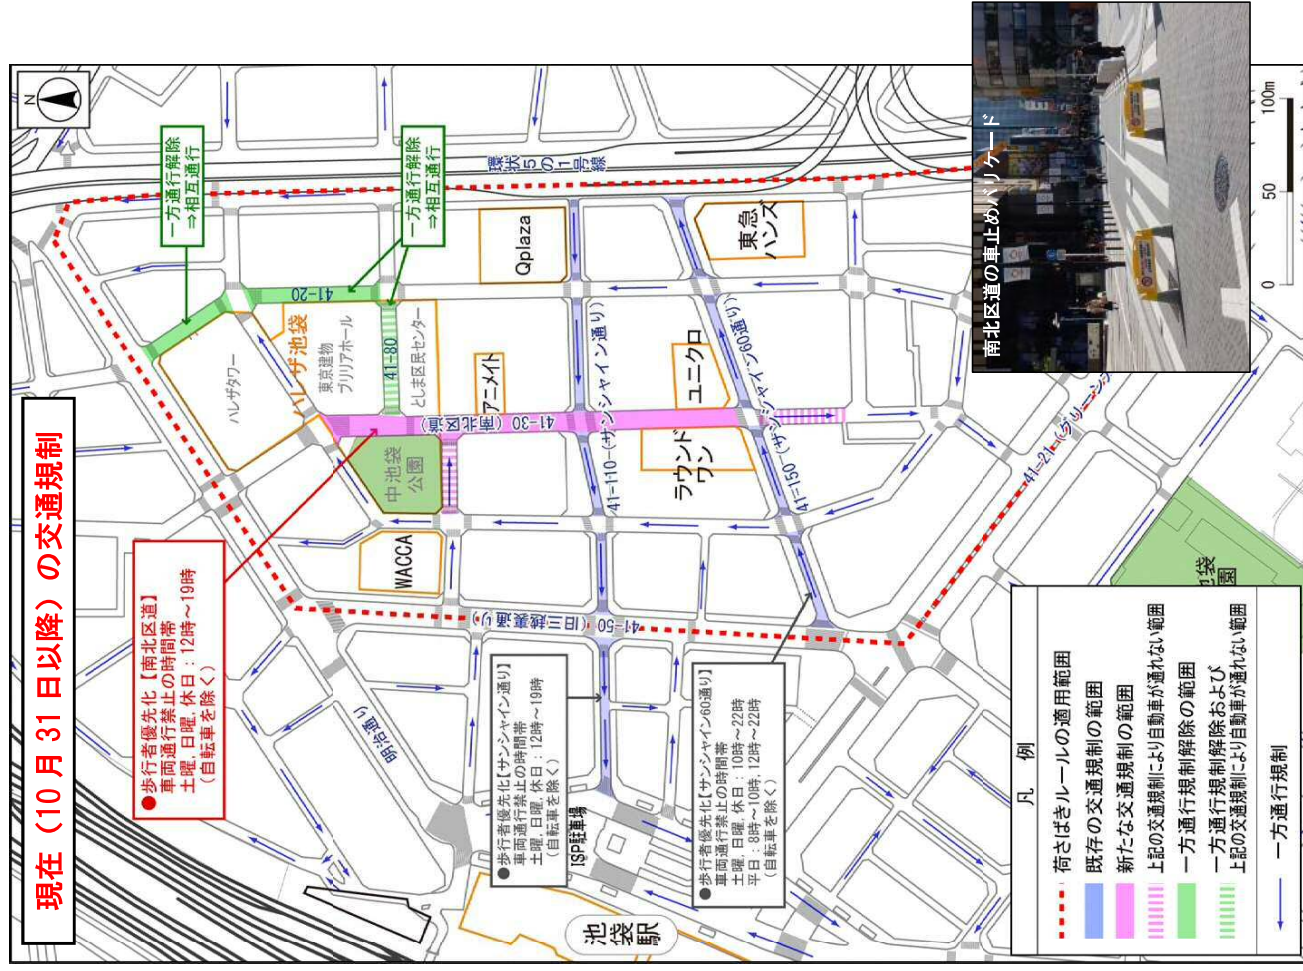 現在（10月31日以降）の交通規制
N
一方通行解除
⇒相互通行
一方通行解除
⇒相互通行
●歩行者優先化【南北区道】
車両通行禁止の時間帯
土曜,日曜,休日：12時～19時
（自転車を除く）
●歩行者優先化【サンシャイン通り】
車両通行禁止の時間帯
土曜,日曜,休日：12時～19時
（自転車を除く）
●歩行者優先化【サンシャイン60通り】
車両通行禁止の時間帯
土曜,日曜,休日：10時～22時
平日：8時～10時,12時～22時
（自転車を除く）
環状5の1号線
明治通り
ハレザタワー
ハレザ池袋
東京建物
ブリリアホール
としま区民センター
中池袋
公園
41-20
41-80
41-30（南北区道）
41-110（サンシャイン通り）
41-150（サンシャイン60通り）
41-50（旧三越裏通り）
41-21
Qplaza
東急
ハンズ
アニメイト
ユニクロ
ラウンド
ワン
WACCA
ISP駐車場
池袋
駅
南北区道の車止めバリケード
0 50 100m
凡例
荷さばきルールの適用範囲
既存の交通規制の範囲
新たな交通規制の範囲
上記の交通規制により自動車が通れない範囲
一方通行規制解除の範囲
一方通行規制解除および
上記の交通規制により自動車が通れない範囲
一方通行規制